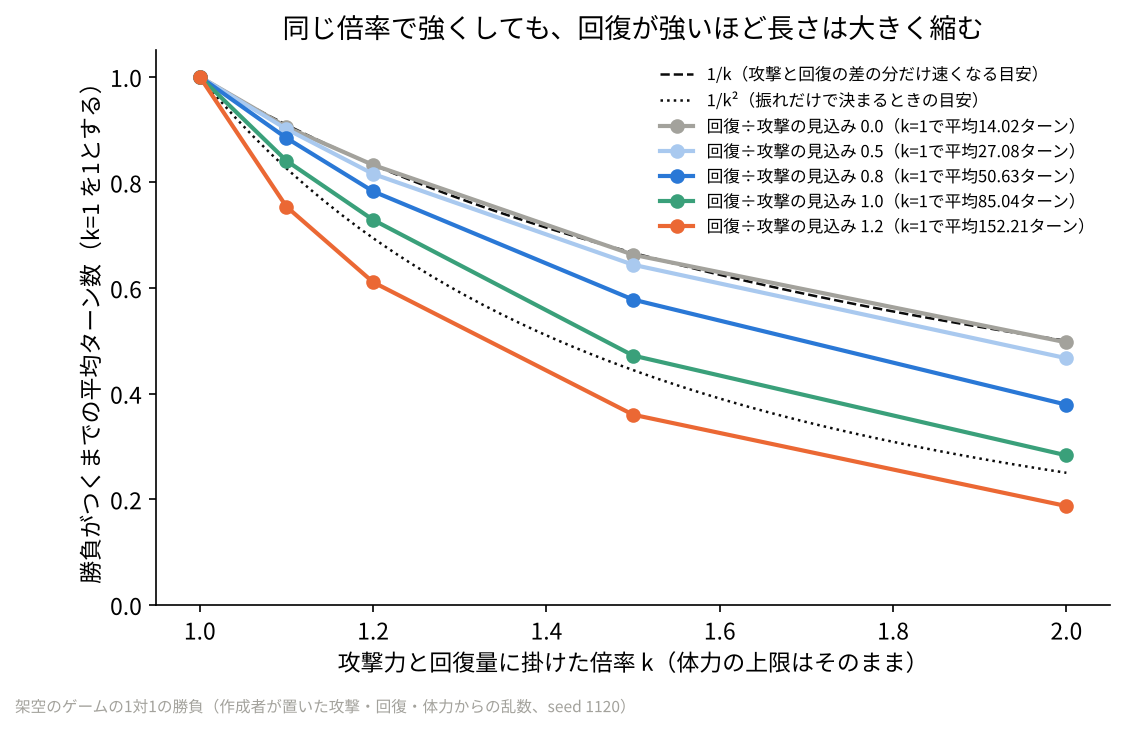 同じ倍率で強くしても、回復が強いほど長さは大きく縮む
勝負がつくまでの平均ターン数（k=1 を1とする）
1.0
0.8
0.6
0.4
0.2
0.0
1/k（攻撃と回復の差の分だけ速くなる目安）
1/k²（振れだけで決まるときの目安）
回復÷攻撃の見込み 0.0（k=1で平均14.02ターン）
回復÷攻撃の見込み 0.5（k=1で平均27.08ターン）
回復÷攻撃の見込み 0.8（k=1で平均50.63ターン）
回復÷攻撃の見込み 1.0（k=1で平均85.04ターン）
回復÷攻撃の見込み 1.2（k=1で平均152.21ターン）
1.0 1.2 1.4 1.6 1.8 2.0
攻撃力と回復量に掛けた倍率 k（体力の上限はそのまま）
架空のゲームの1対1の勝負（作成者が置いた攻撃・回復・体力からの乱数、seed 1120）